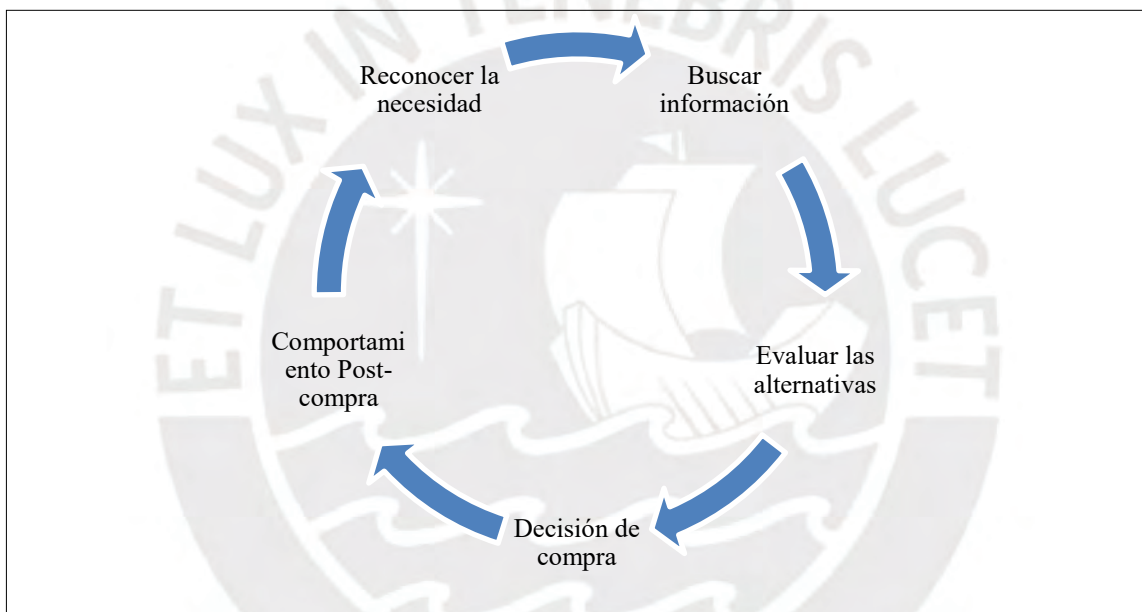 ET LUX IN TENEBRIS LUCET
Reconocer la
necesidad
Buscar
información
Evaluar las
alternativas
Decisión de
compra
Comportami
ento Post-
compra